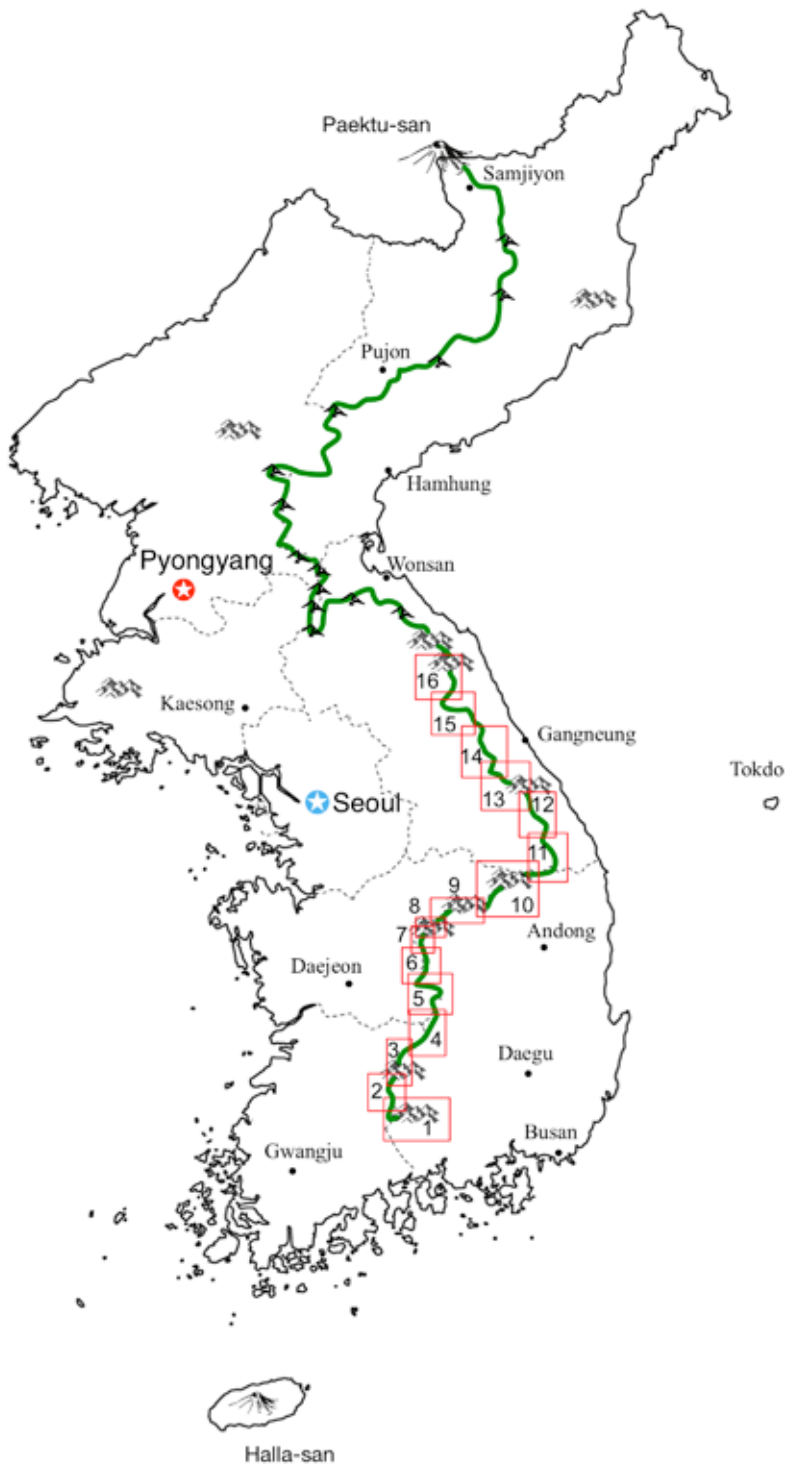 Paektu-san
Samjiyon
Pujon
Hamhung
Pyongyang
Wonsan
16
Kaesong
15
Gangneung
14
Tokdo
13
12
Seoul
11
9
10
8
7
Andong
6
Daejeon
5
4
3
Daegu
2
1
Busan
Gwangju
Halla-san